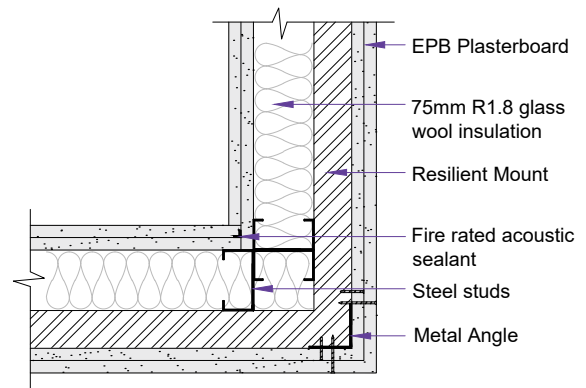 EPB Plasterboard
75mm R1.8 glass
wool insulation
Resilient Mount
Fire rated acoustic
sealant
Steel studs
Metal Angle